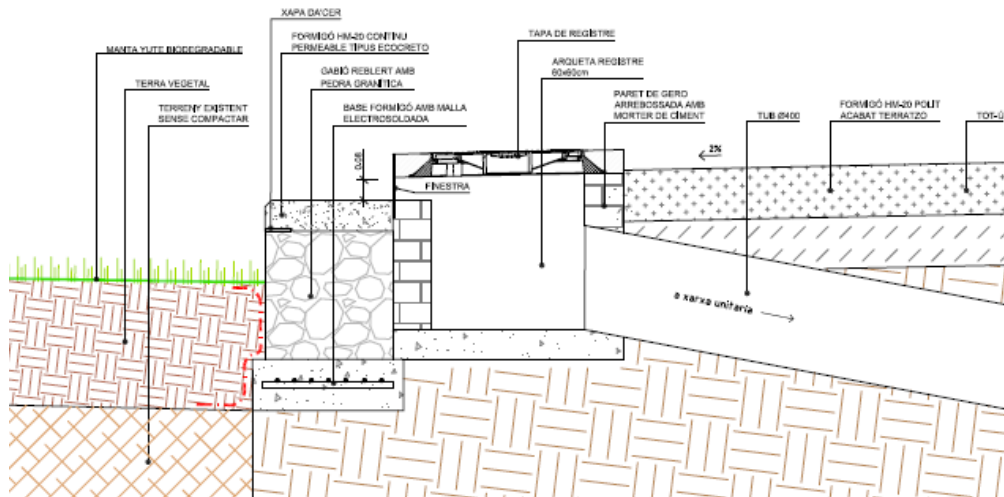 XAPA D'ACER
FORMIGÓ HM-20 CONTINU
PERMEABLE TIPUS ECOCRETO
MANTA YUTE BIODEGRADABLE
TERRA VEGETAL
GABIÓ REBLERT AMB
PEDRA GRANÍTICA
TERRENY EXISTENT
SENSE COMPACTAR
BASE FORMIGÓ AMB MALLA
ELECTROSOLDADA
TAPA DE REGISTRE
ARQUETA REGISTRE
60x60cm
PARET DE GERO
ARREBOSSADA AMB
MORTER DE CIMENT
TUB Ø400
FORMIGÓ HM-20 POLIT
ACABAT TERRATZO
TOT-Ú
2%
0,08
FINESTRA
a xarxa unitaria